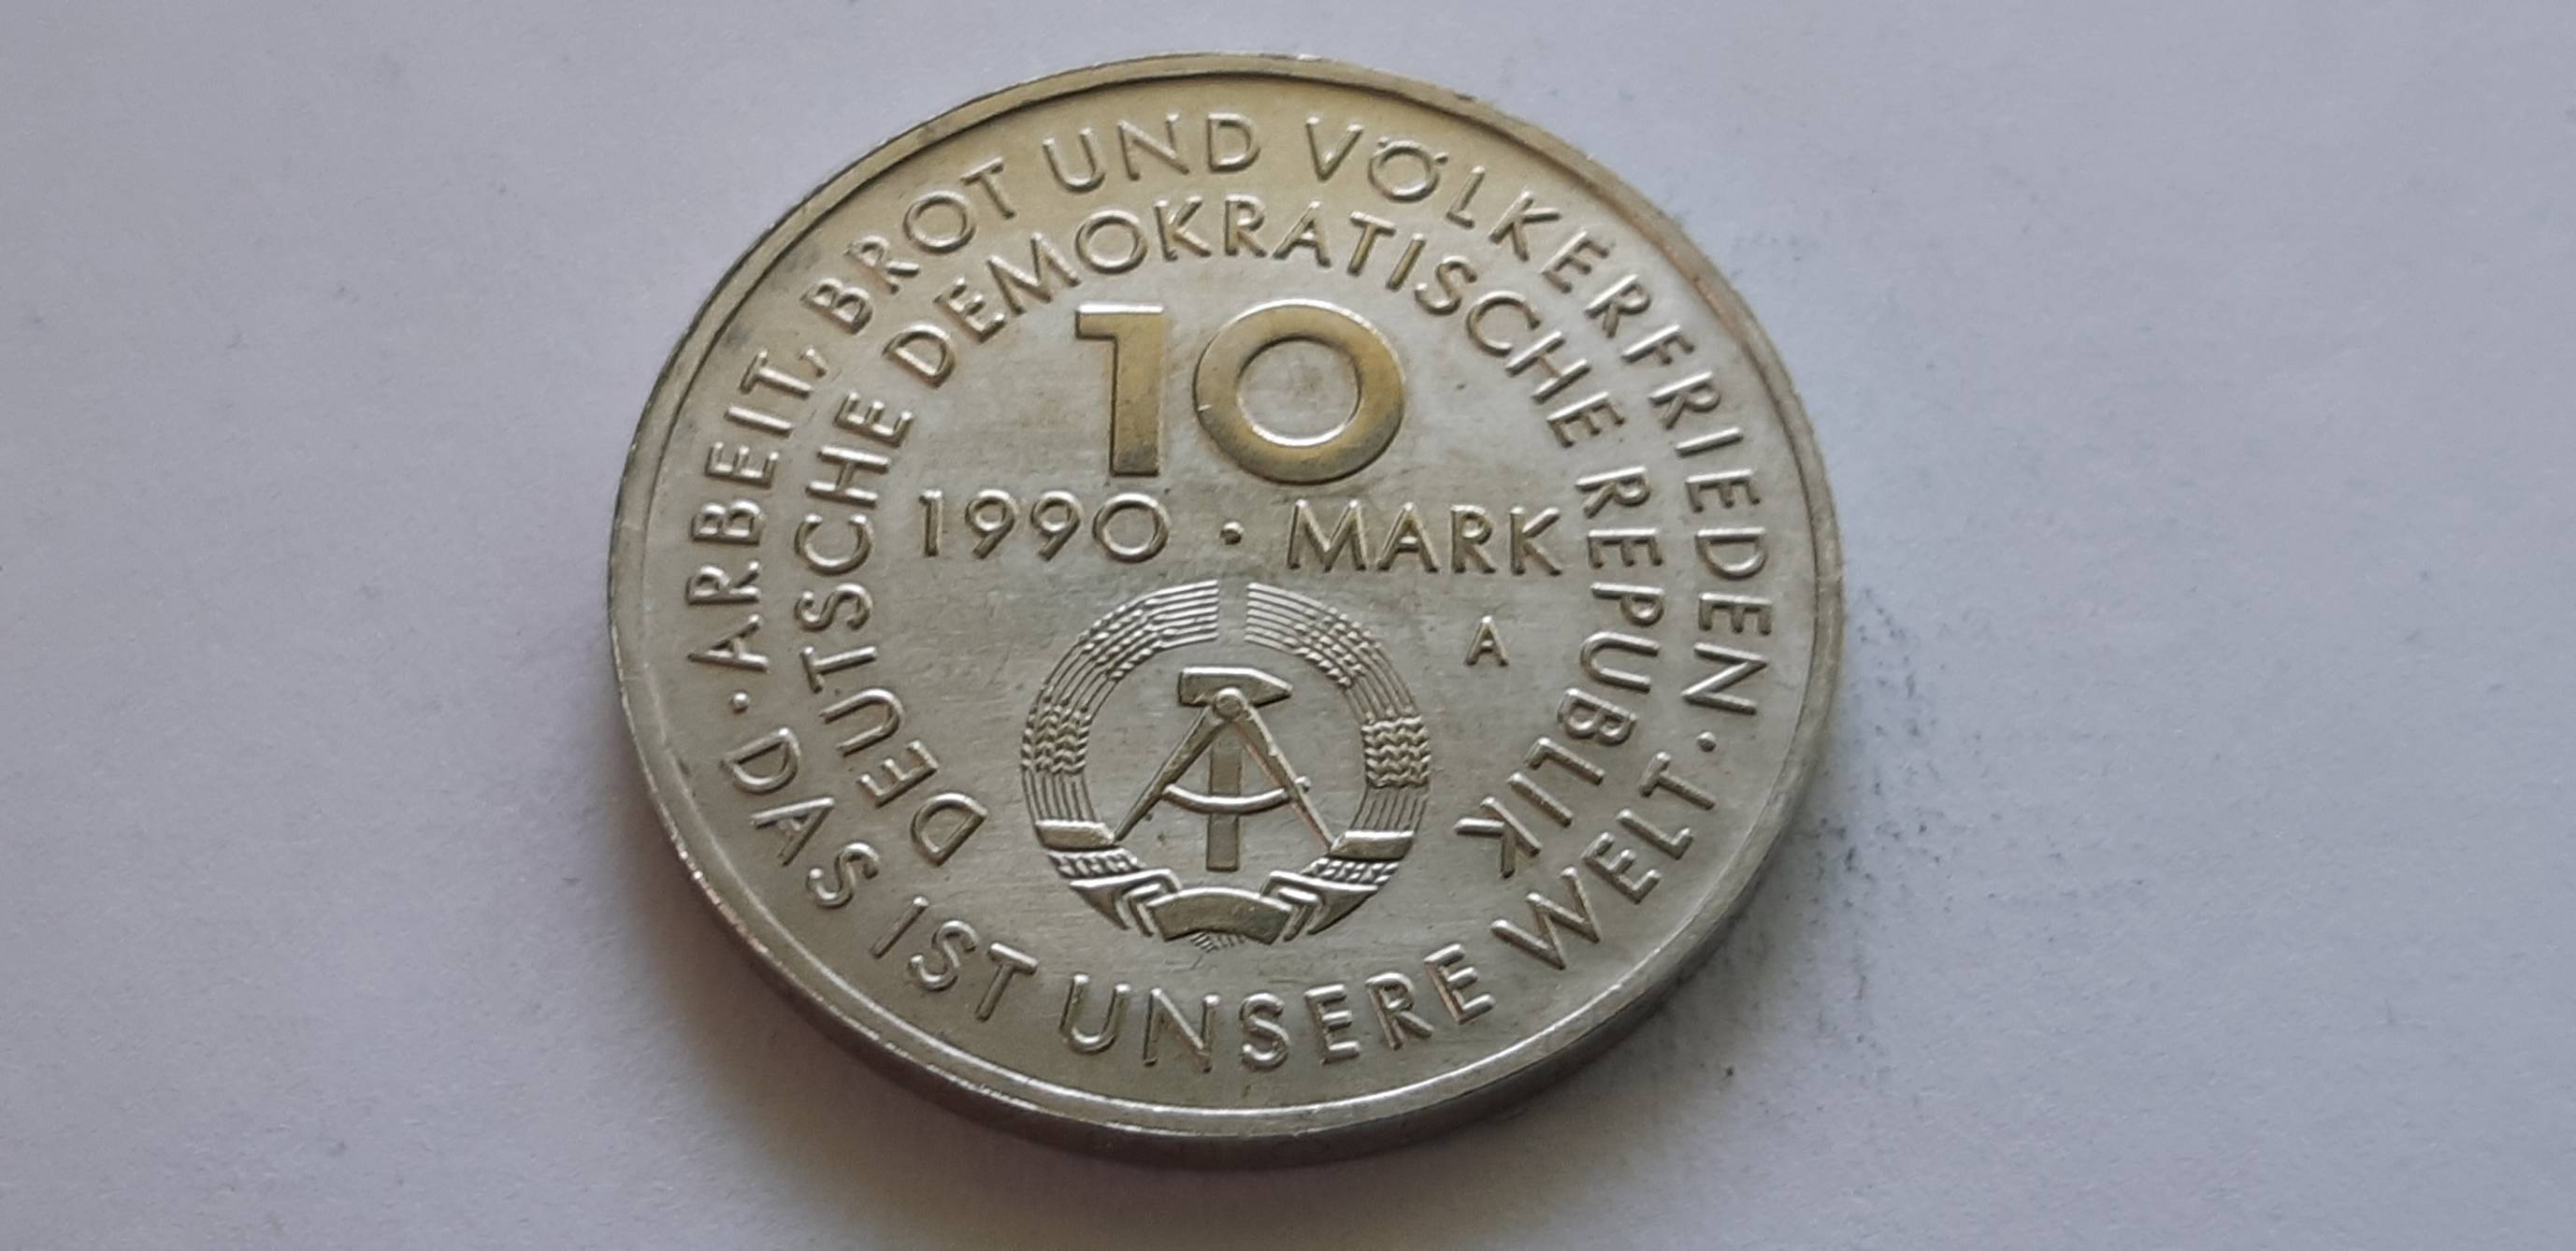 ARBEIT, BROT UND VÖLKERFRIEDEN ·
DAS IST UNSERE WELT ·
DEUTSCHE DEMOKRATISCHE REPUBLIK
10
1990 · MARK
A